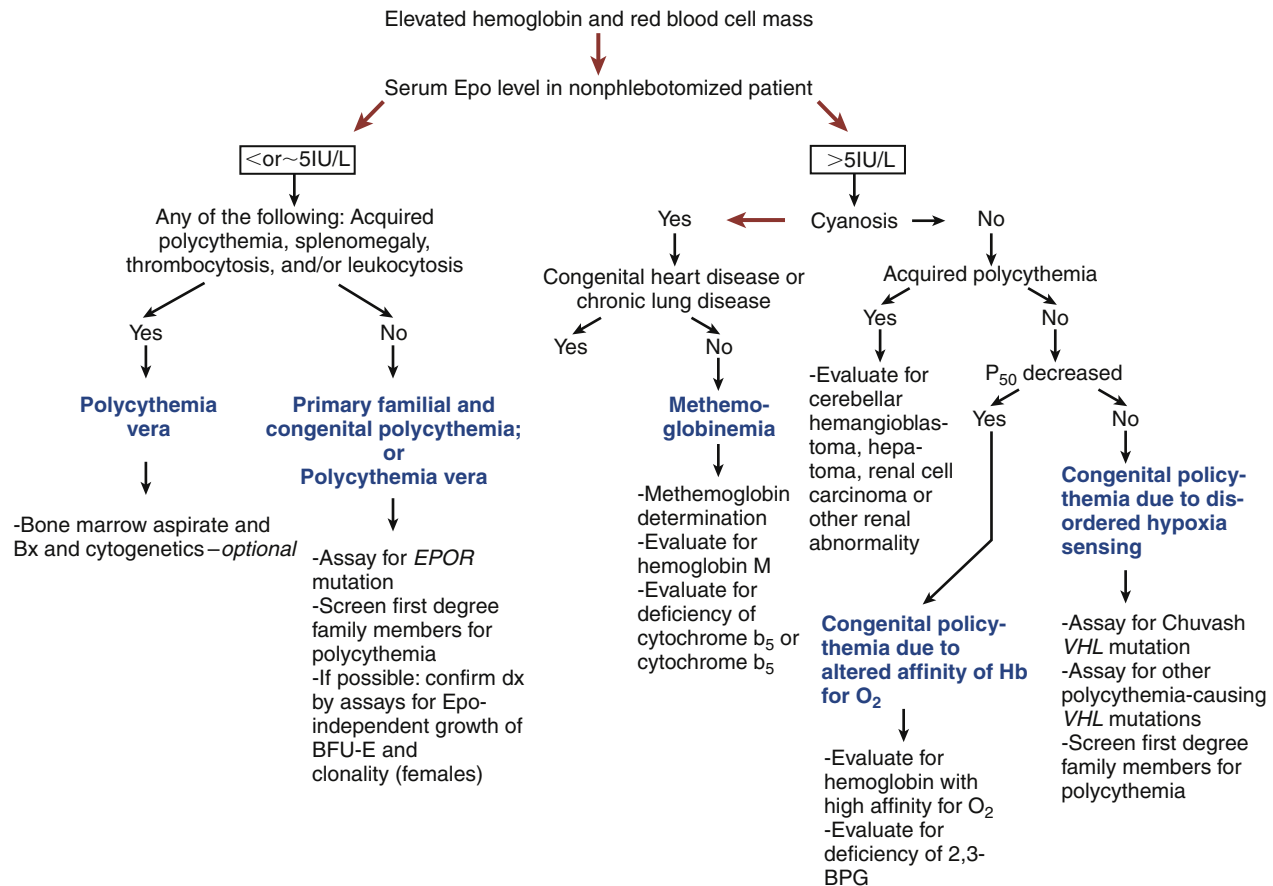 Elevated hemoglobin and red blood cell mass
Serum Epo level in nonphlebotomized patient
<or~5IU/L
Any of the following: Acquired
polycythemia, splenomegaly,
thrombocytosis, and/or leukocytosis
Yes
Polycythemia
vera
-Bone marrow aspirate and
Bx and cytogenetics–optional
No
Primary familial and
congenital polycythemia;
or
Polycythemia vera
-Assay for EPOR
mutation
-Screen first degree
family members for
polycythemia
-If possible: confirm dx
by assays for Epo-
independent growth of
BFU-E and
clonality (females)
>5IU/L
Cyanosis
Yes
Congenital heart disease or
chronic lung disease
Yes
No
Methemo-
globinemia
-Methemoglobin
determination
-Evaluate for
hemoglobin M
-Evaluate for
deficiency of
cytochrome b5 or
cytochrome b5
No
Acquired polycythemia
Yes
-Evaluate for
cerebellar
hemangioblas-
toma, hepa-
toma, renal cell
carcinoma or
other renal
abnormality
No
P50 decreased
Yes
Congenital policy-
themia due to
altered affinity of Hb
for O2
-Evaluate for
hemoglobin with
high affinity for O2
-Evaluate for
deficiency of 2,3-
BPG
No
Congenital policy-
themia due to dis-
ordered hypoxia
sensing
-Assay for Chuvash
VHL mutation
-Assay for other
polycythemia-causing
VHL mutations
-Screen first degree
family members for
polycythemia